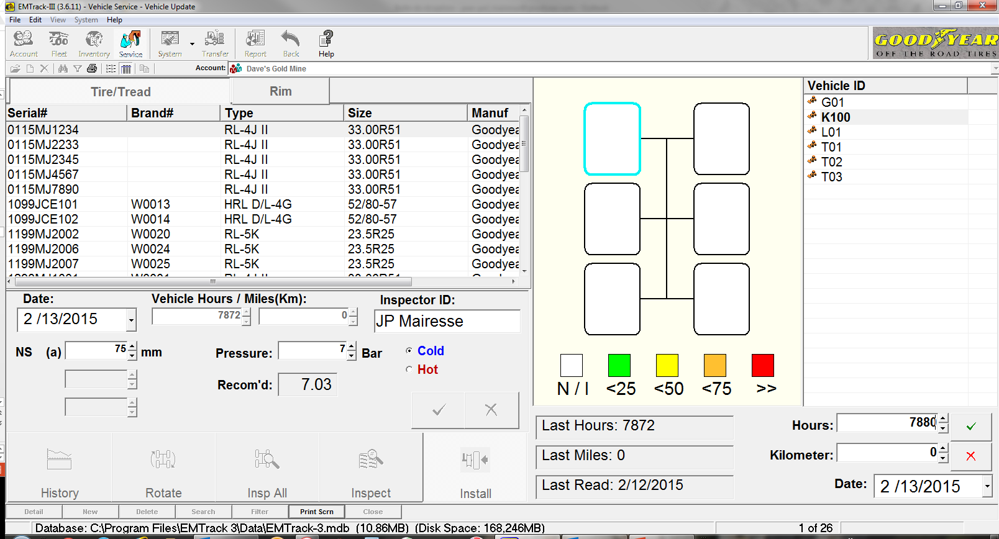 EMTrack-III (3.6.11) - Vehicle Service - Vehicle Update
File Edit View System Help
Account Fleet Inventory Service System Transfer Report Back Help
GOODYEAR
OFF THE ROAD TIRES
Account: Dave's Gold Mine
Tire/Tread Rim
Serial# Brand# Type Size Manuf
0115MJ1234 RL-4J II 33.00R51 Goodyea
0115MJ2233 RL-4J II 33.00R51 Goodyea
0115MJ2345 RL-4J II 33.00R51 Goodyea
0115MJ4567 RL-4J II 33.00R51 Goodyea
0115MJ7890 RL-4J II 33.00R51 Goodyea
1099JCE101 W0013 HRL D/L-4G 52/80-57 Goodyea
1099JCE102 W0014 HRL D/L-4G 52/80-57 Goodyea
1199MJ2002 W0020 RL-5K 23.5R25 Goodyea
1199MJ2006 W0024 RL-5K 23.5R25 Goodyea
1199MJ2007 W0025 RL-5K 23.5R25 Goodyea
Date: Vehicle Hours / Miles(Km): Inspector ID:
2 /13/2015 7872 0 JP Mairesse
NS (a) 75 mm Pressure: 7 Bar Cold
Hot
Recom'd: 7.03
History Rotate Insp All Inspect Install
N / I <25 <50 <75 >>
Vehicle ID
G01
K100
L01
T01
T02
T03
Last Hours: 7872
Last Miles: 0
Last Read: 2/12/2015
Hours: 7880
Kilometer: 0
Date: 2 /13/2015
Detail New Delete Search Filter Print Scrn Close
Database: C:\Program Files\EMTrack 3\Data\EMTrack-3.mdb (10.86MB) (Disk Space: 168,246MB) 1 of 26